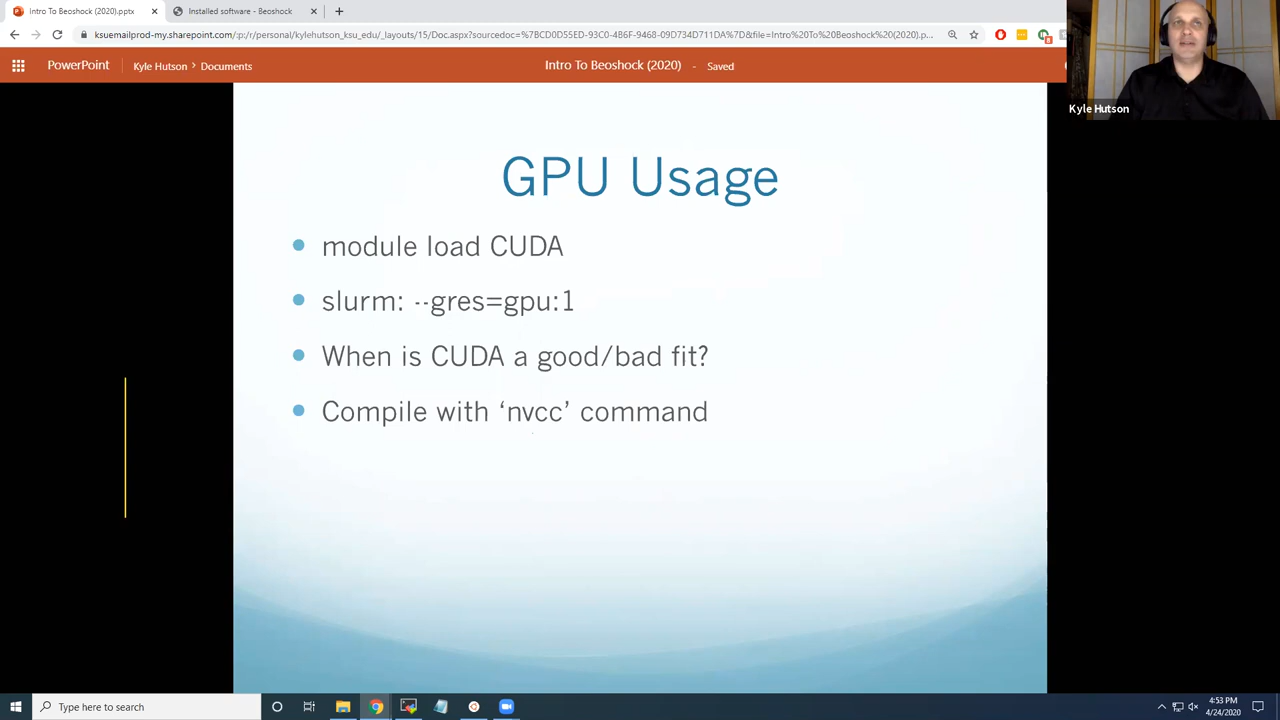 Intro To Beoshock (2020).pptx
Installed software - Beoshock
ksuemailprod-my.sharepoint.com/:p:/r/personal/kylehutson_ksu_edu/_layouts/15/Doc.aspx?sourcedoc=%7BCD0D55ED-93C0-4B6F-9468-09D734D711DA%7D&file=Intro%20To%20Beoshock%20(2020).p...
PowerPoint
Kyle Hutson > Documents
Intro To Beoshock (2020) - Saved
Kyle Hutson
GPU Usage
module load CUDA
slurm: --gres=gpu:1
When is CUDA a good/bad fit?
Compile with ‘nvcc’ command
Type here to search
4:53 PM
4/24/2020